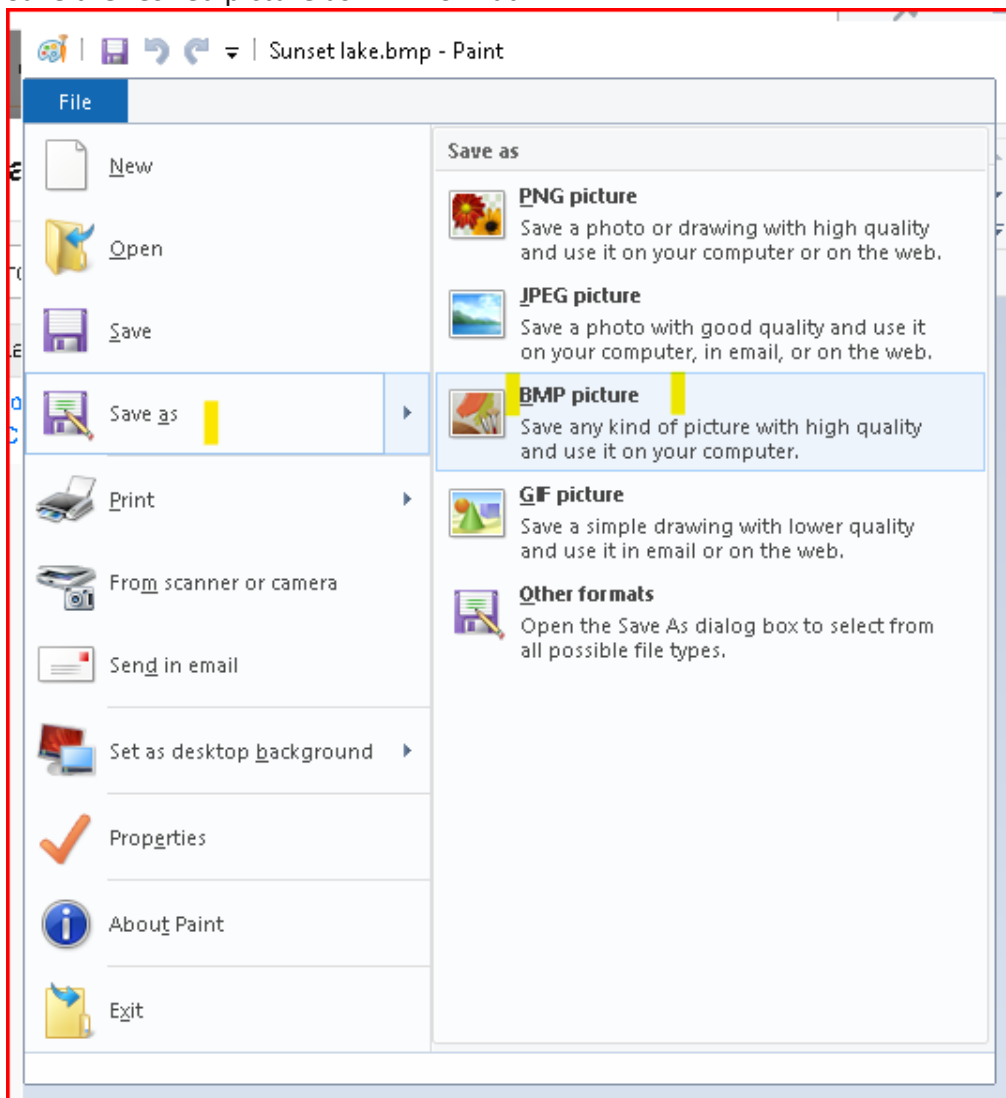 Sunset lake.bmp - Paint
File
New
Open
Save
Save as
Print
From scanner or camera
Send in email
Set as desktop background
Properties
About Paint
Exit
Save as
PNG picture
Save a photo or drawing with high quality
and use it on your computer or on the web.
JPEG picture
Save a photo with good quality and use it
on your computer, in email, or on the web.
BMP picture
Save any kind of picture with high quality
and use it on your computer.
GIF picture
Save a simple drawing with lower quality
and use it in email or on the web.
Other formats
Open the Save As dialog box to select from
all possible file types.